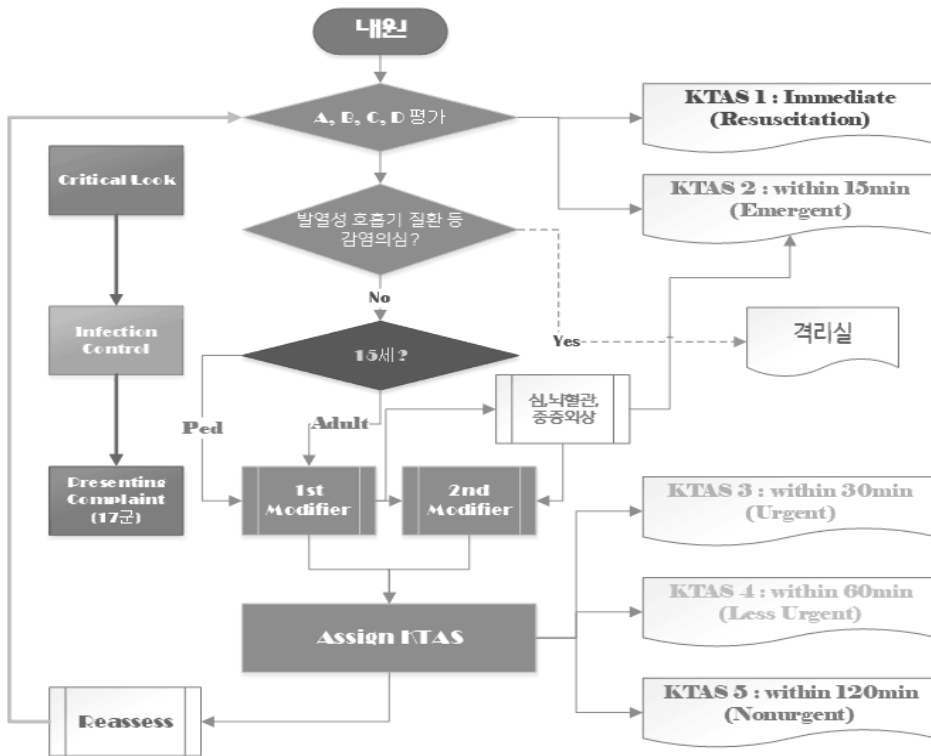 내원
A, B, C, D 평가
KTAS 1 : Immediate
(Resuscitation)
Critical Look
KTAS 2 : within 15min
(Emergent)
발열성 호흡기 질환 등
감염의심?
No
Infection
Control
Yes
격리실
15세?
심,뇌혈관,
중증외상
Ped
Adult
Presenting
Complaint
(17군)
1st
Modifier
2nd
Modifier
KTAS 3 : within 30min
(Urgent)
KTAS 4 : within 60min
(Less Urgent)
Assign KTAS
KTAS 5 : within 120min
(Nonurgent)
Reassess